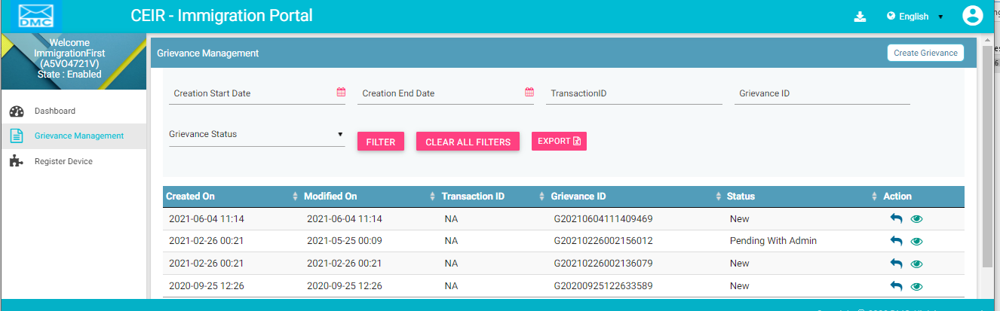 DMC
CEIR - Immigration Portal
English
Welcome
ImmigrationFirst
(A5VO4721V)
State : Enabled
Dashboard
Grievance Management
Register Device
Grievance Management
Create Grievance
Creation Start Date
Creation End Date
TransactionID
Grievance ID
Grievance Status
FILTER
CLEAR ALL FILTERS
EXPORT
Created On Modified On Transaction ID Grievance ID Status Action
2021-06-04 11:14 2021-06-04 11:14 NA G20210604111409469 New
2021-02-26 00:21 2021-05-25 00:09 NA G20210226002156012 Pending With Admin
2021-02-26 00:21 2021-02-26 00:21 NA G20210226002136079 New
2020-09-25 12:26 2020-09-25 12:26 NA G20200925122633589 New